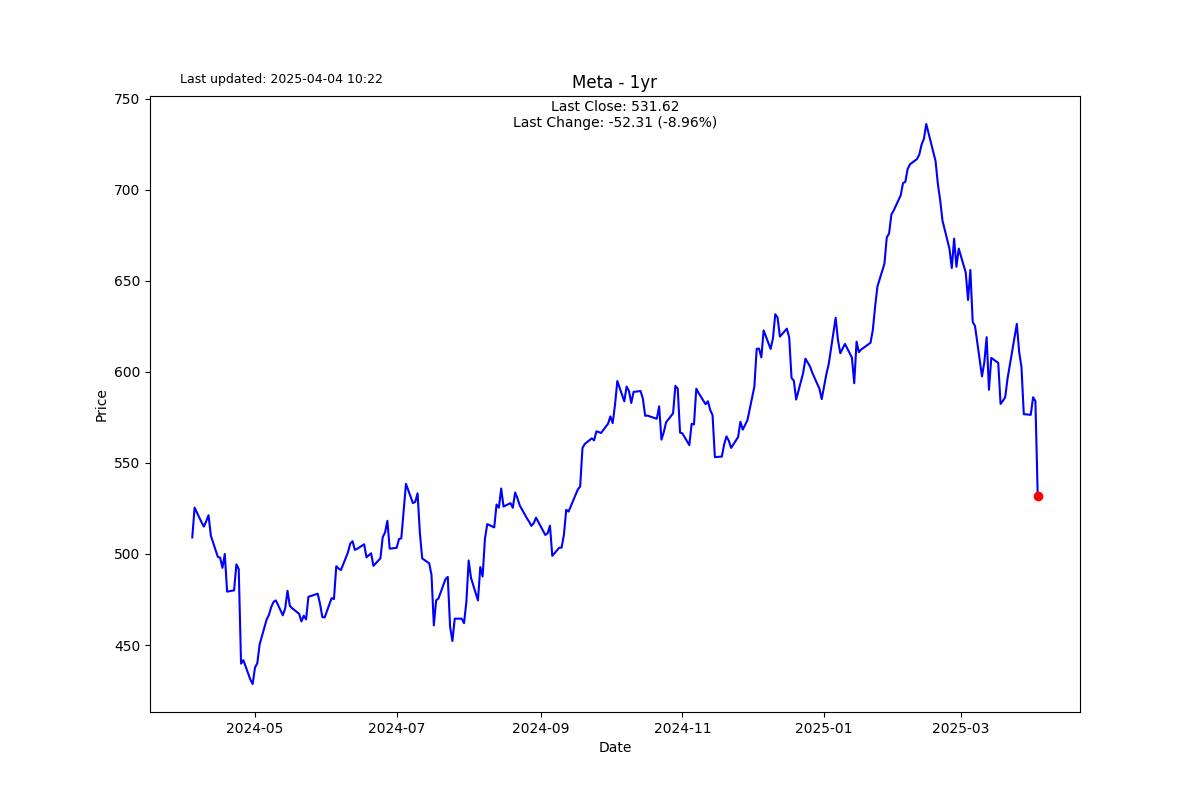 Last updated: 2025-04-04 10:22
Meta - 1yr
Last Close: 531.62
Last Change: -52.31 (-8.96%)
750
700
650
600
550
500
450
Price
2024-05
2024-07
2024-09
2024-11
2025-01
2025-03
Date